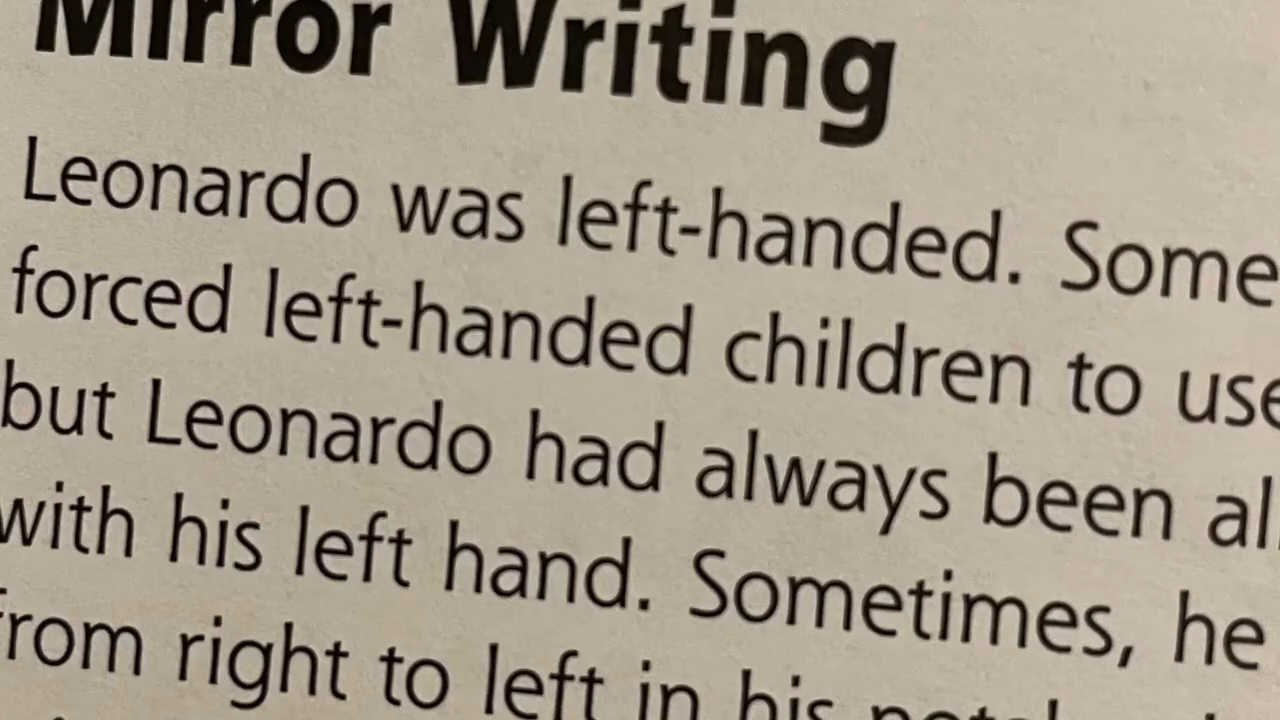 Mirror Writing
Leonardo was left-handed. Some
forced left-handed children to use
but Leonardo had always been
with his left hand. Sometimes, he
from right to left in his